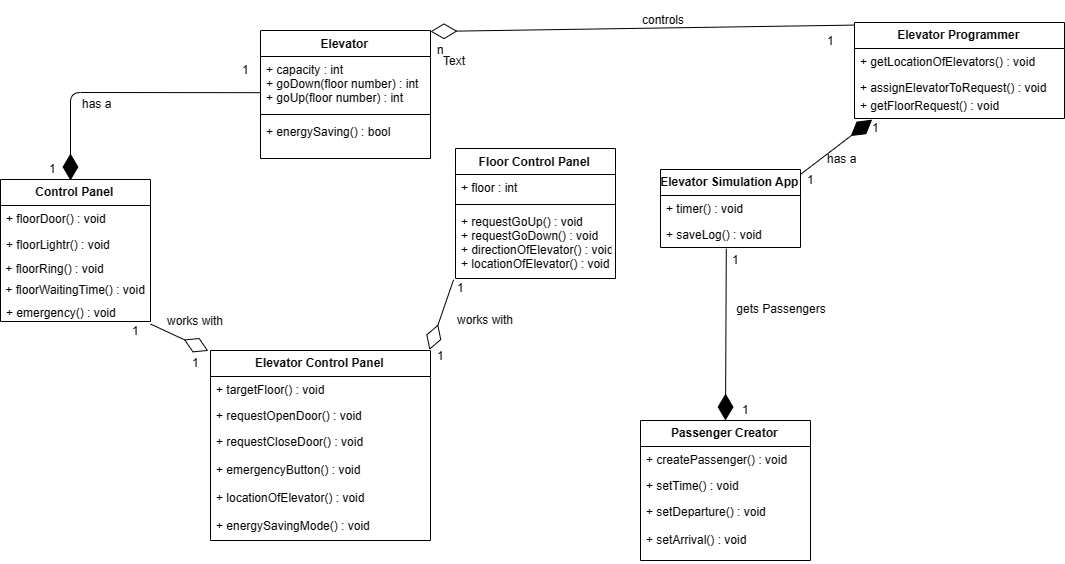 controls
Elevator
+ capacity : int
+ goDown(floor number) : int
+ goUp(floor number) : int
+ energySaving() : bool
n
Text
1
Elevator Programmer
+ getLocationOfElevators() : void
+ assignElevatorToRequest() : void
+ getFloorRequest() : void
1
has a
1
Control Panel
+ floorDoor() : void
+ floorLightr() : void
+ floorRing() : void
+ floorWaitingTime() : void
+ emergency() : void
1
works with
1
Floor Control Panel
+ floor : int
+ requestGoUp() : void
+ requestGoDown() : void
+ directionOfElevator() : void
+ locationOfElevator() : void
1
works with
1
Elevator Control Panel
+ targetFloor() : void
+ requestOpenDoor() : void
+ requestCloseDoor() : void
+ emergencyButton() : void
+ locationOfElevator() : void
+ energySavingMode() : void
1
has a
1
Elevator Simulation App
+ timer() : void
+ saveLog() : void
1
gets Passengers
1
Passenger Creator
+ createPassenger() : void
+ setTime() : void
+ setDeparture() : void
+ setArrival() : void